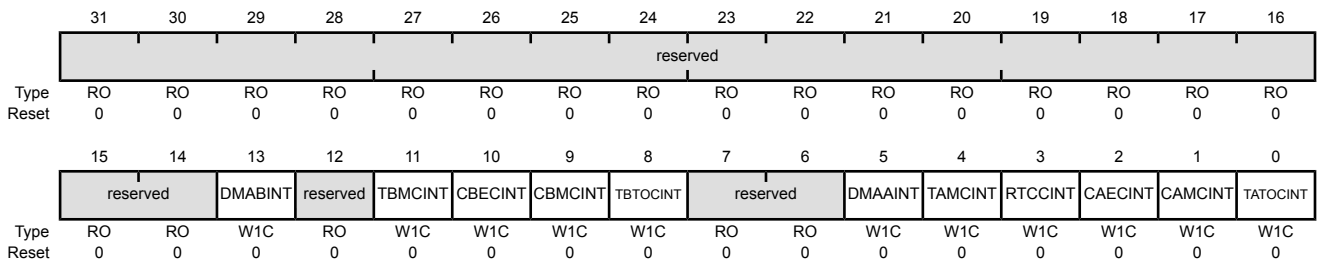 31 30 29 28 27 26 25 24 23 22 21 20 19 18 17 16
reserved
Type RO RO RO RO RO RO RO RO RO RO RO RO RO RO RO RO
Reset 0 0 0 0 0 0 0 0 0 0 0 0 0 0 0 0
15 14 13 12 11 10 9 8 7 6 5 4 3 2 1 0
reserved DMABINT reserved TBMCINT CBECINT CBMCINT TBTOCINT reserved DMAAINT TAMCINT RTCCINT CAECINT CAMCINT TATOCINT
Type RO RO W1C RO W1C W1C W1C W1C RO RO W1C W1C W1C W1C W1C W1C
Reset 0 0 0 0 0 0 0 0 0 0 0 0 0 0 0 0